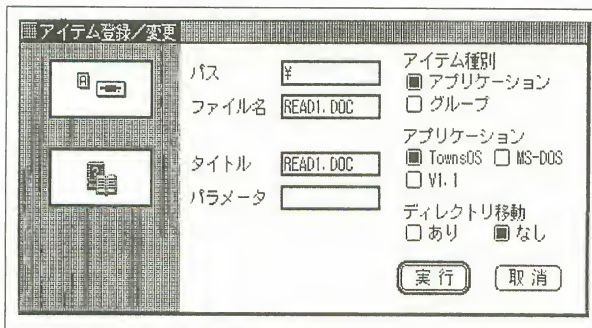 アイテム登録/変更
パス ¥
ファイル名 READ1.DOC
タイトル READ1.DOC
パラメータ
アイテム種別
アプリケーション
グループ
アプリケーション
TownsOS MS-DOS
V1.1
ディレクトリ移動
あり なし
実行 取消